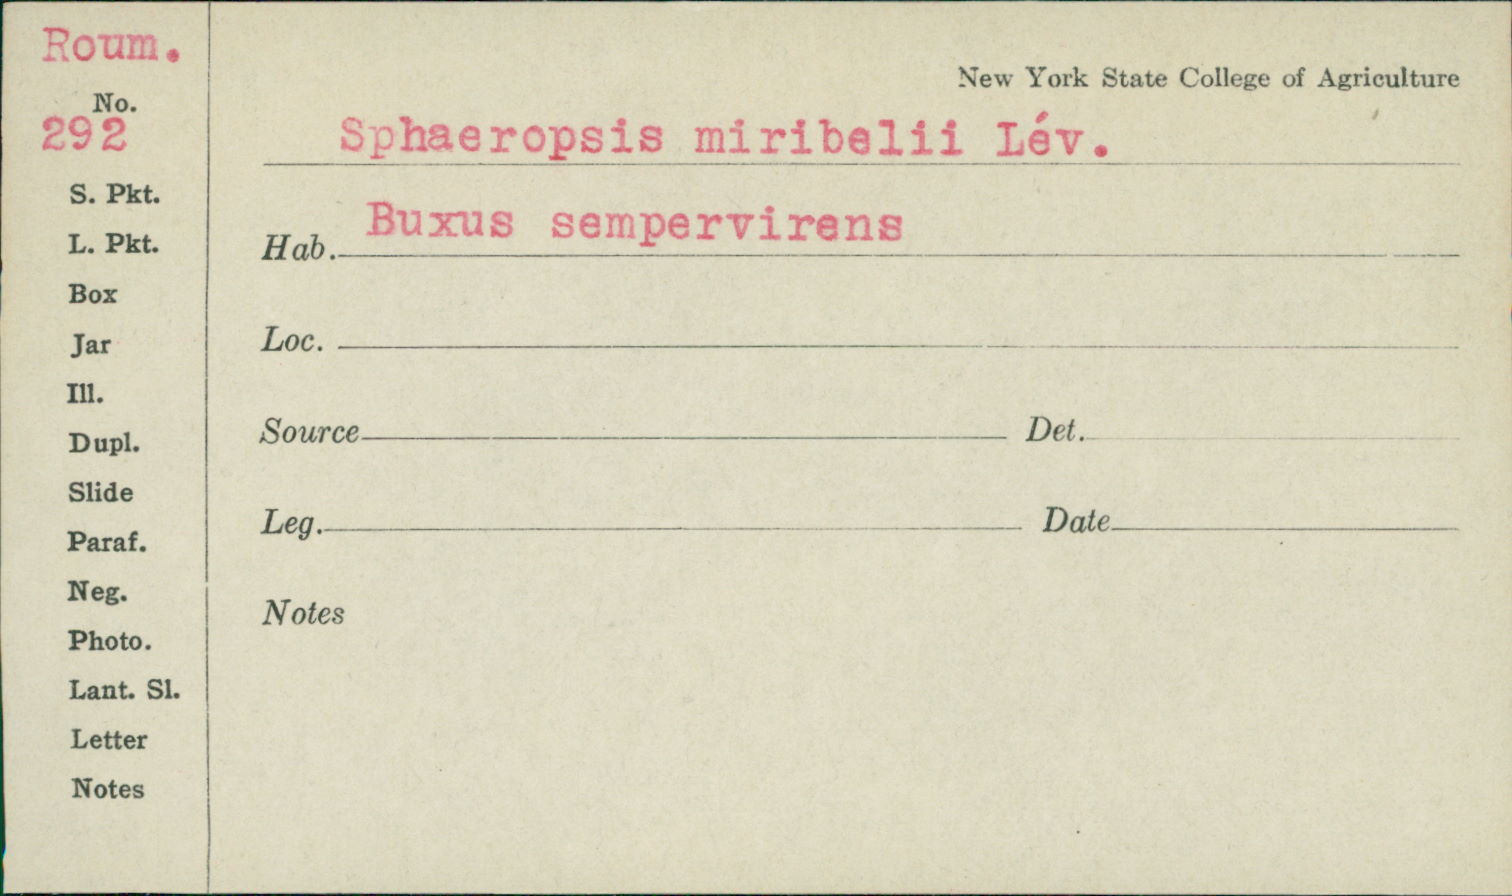 Roum.
No.
292
S. Pkt.
L. Pkt.
Box
Jar
Ill.
Dupl.
Slide
Paraf.
Neg.
Photo.
Lant. Sl.
Letter
Notes
New York State College of Agriculture
Sphaeropsis miribelii Lév.
Hab. Buxus sempervirens
Loc.
Source Det.
Leg. Date
Notes